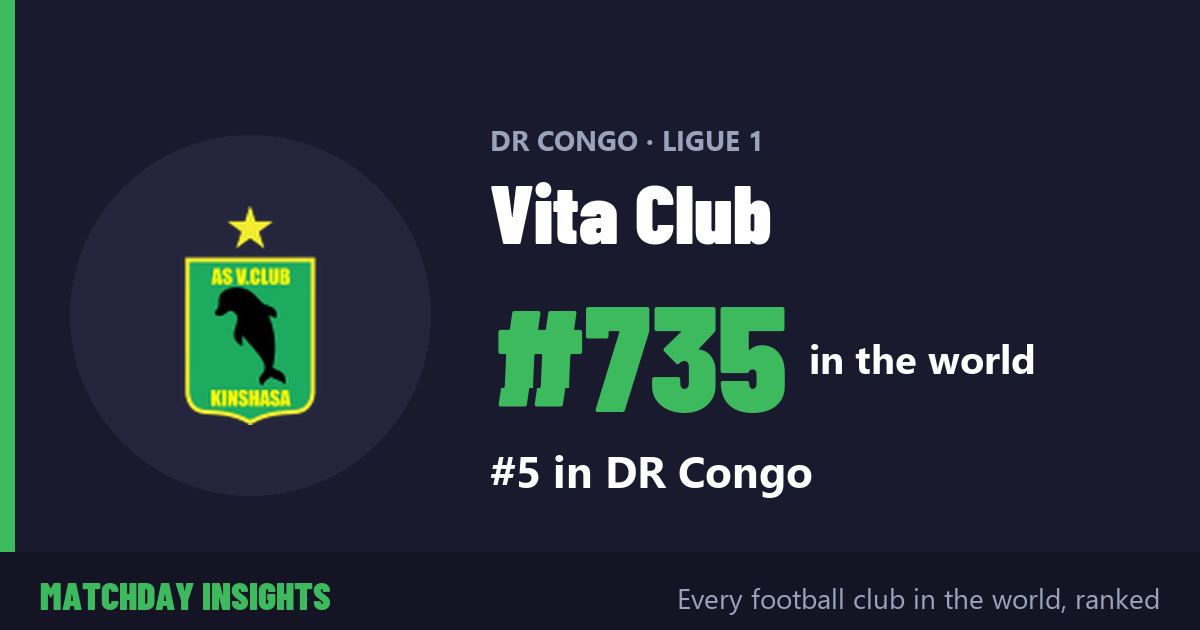 DR CONGO · LIGUE 1
Vita Club
AS V.CLUB
KINSHASA
#735 in the world
#5 in DR Congo
MATCHDAY INSIGHTS
Every football club in the world, ranked